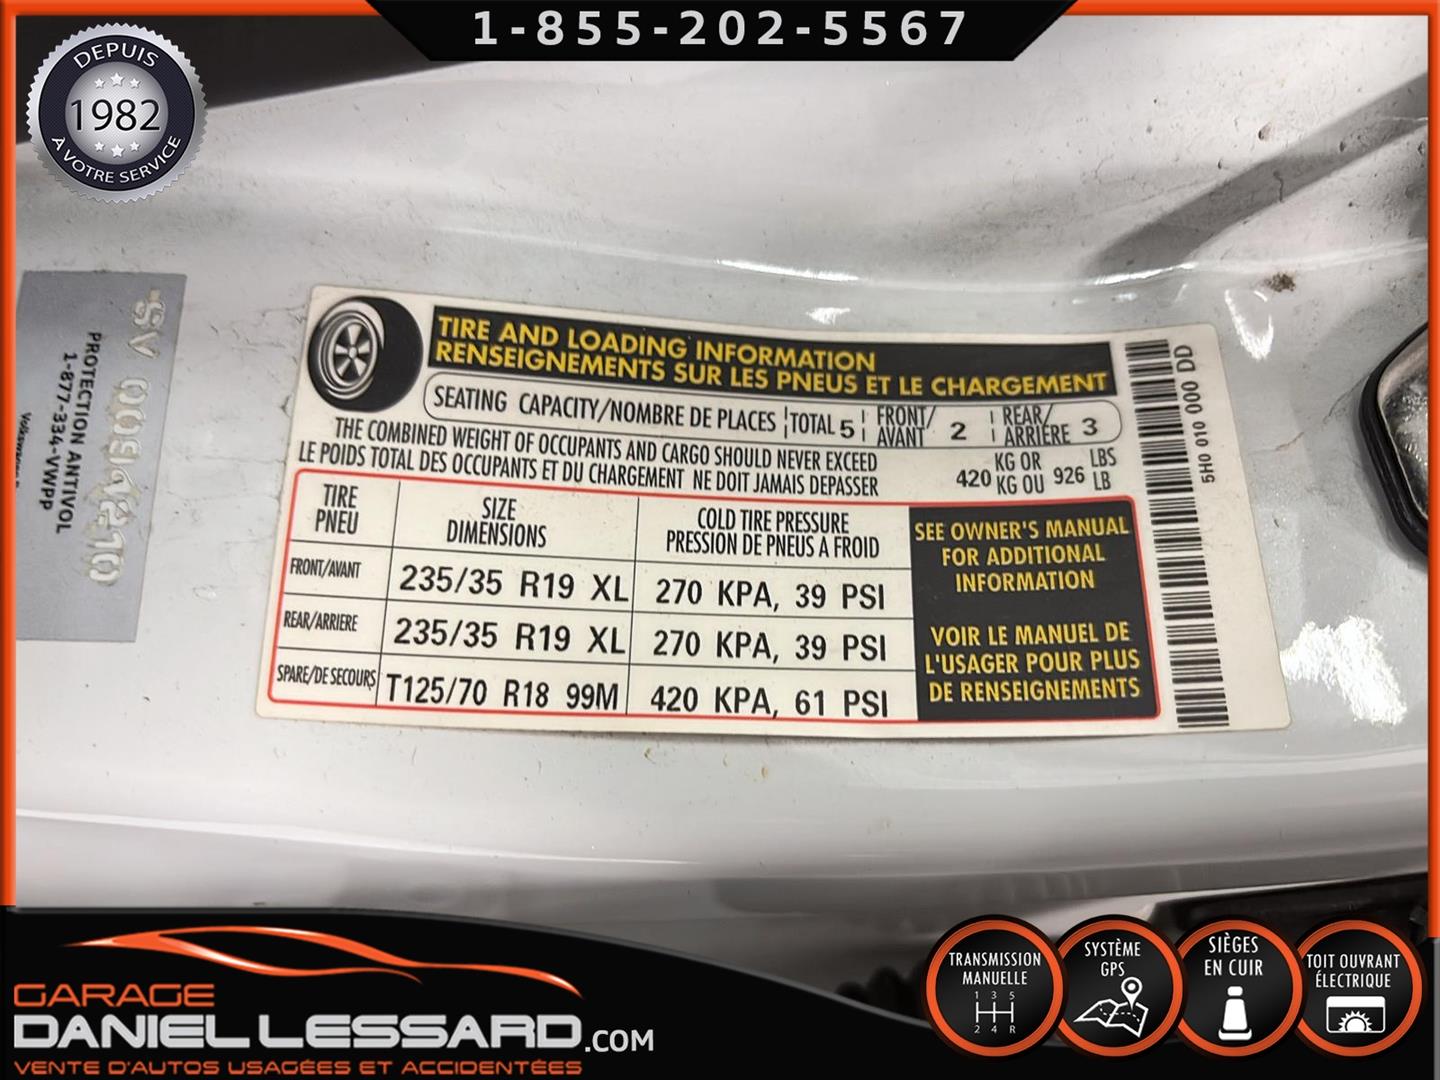 1-855-202-5567
DEPUIS
1982
À VOTRE SERVICE
PROTECTION ANTIVOL
1-877-334-VWPP
TIRE AND LOADING INFORMATION
RENSEIGNEMENTS SUR LES PNEUS ET LE CHARGEMENT
SEATING CAPACITY/NOMBRE DE PLACES TOTAL 5 FRONT/AVANT 2 REAR/ARRIÈRE 3
THE COMBINED WEIGHT OF OCCUPANTS AND CARGO SHOULD NEVER EXCEED 420 KG OR 926 LBS
LE POIDS TOTAL DES OCCUPANTS ET DU CHARGEMENT NE DOIT JAMAIS DEPASSER KG OU LB
TIRE SIZE COLD TIRE PRESSURE
PNEU DIMENSIONS PRESSION DE PNEUS A FROID
FRONT/AVANT 235/35 R19 XL 270 KPA, 39 PSI
REAR/ARRIERE 235/35 R19 XL 270 KPA, 39 PSI
SPARE/DE SECOURS T125/70 R18 99M 420 KPA, 61 PSI
SEE OWNER'S MANUAL
FOR ADDITIONAL
INFORMATION
VOIR LE MANUEL DE
L'USAGER POUR PLUS
DE RENSEIGNEMENTS
5H0 010 000 DD
GARAGE
DANIEL LESSARD.COM
VENTE D'AUTOS USAGÉES ET ACCIDENTÉES
TRANSMISSION
MANUELLE
1 3 5
2 4 R
SYSTÈME
GPS
SIÈGES
EN CUIR
TOIT OUVRANT
ÉLECTRIQUE